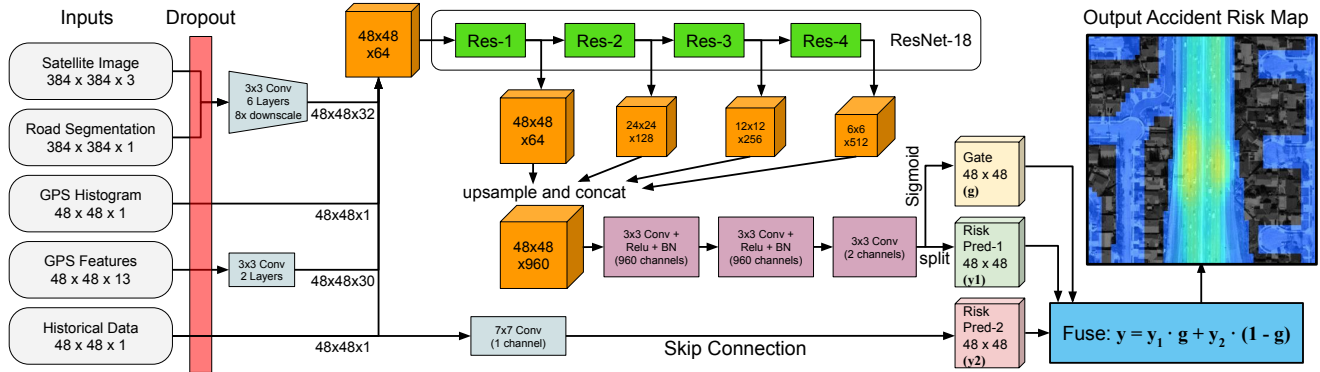 Inputs
Dropout
Satellite Image
384 x 384 x 3
Road Segmentation
384 x 384 x 1
GPS Histogram
48 x 48 x 1
GPS Features
48 x 48 x 13
Historical Data
48 x 48 x 1
3x3 Conv
6 Layers
8x downscale
48x48x32
48x48x1
3x3 Conv
2 Layers
48x48x30
48x48x1
48x48
x64
Res-1
Res-2
Res-3
Res-4
ResNet-18
48x48
x64
24x24
x128
12x12
x256
6x6
x512
upsample and concat
48x48
x960
3x3 Conv +
Relu + BN
(960 channels)
3x3 Conv +
Relu + BN
(960 channels)
3x3 Conv
(2 channels)
Sigmoid
split
7x7 Conv
(1 channel)
Skip Connection
Gate
48 x 48
(g)
Risk
Pred-1
48 x 48
(y1)
Risk
Pred-2
48 x 48
(y2)
Output Accident Risk Map
Fuse: y = y₁ · g + y₂ · (1 - g)